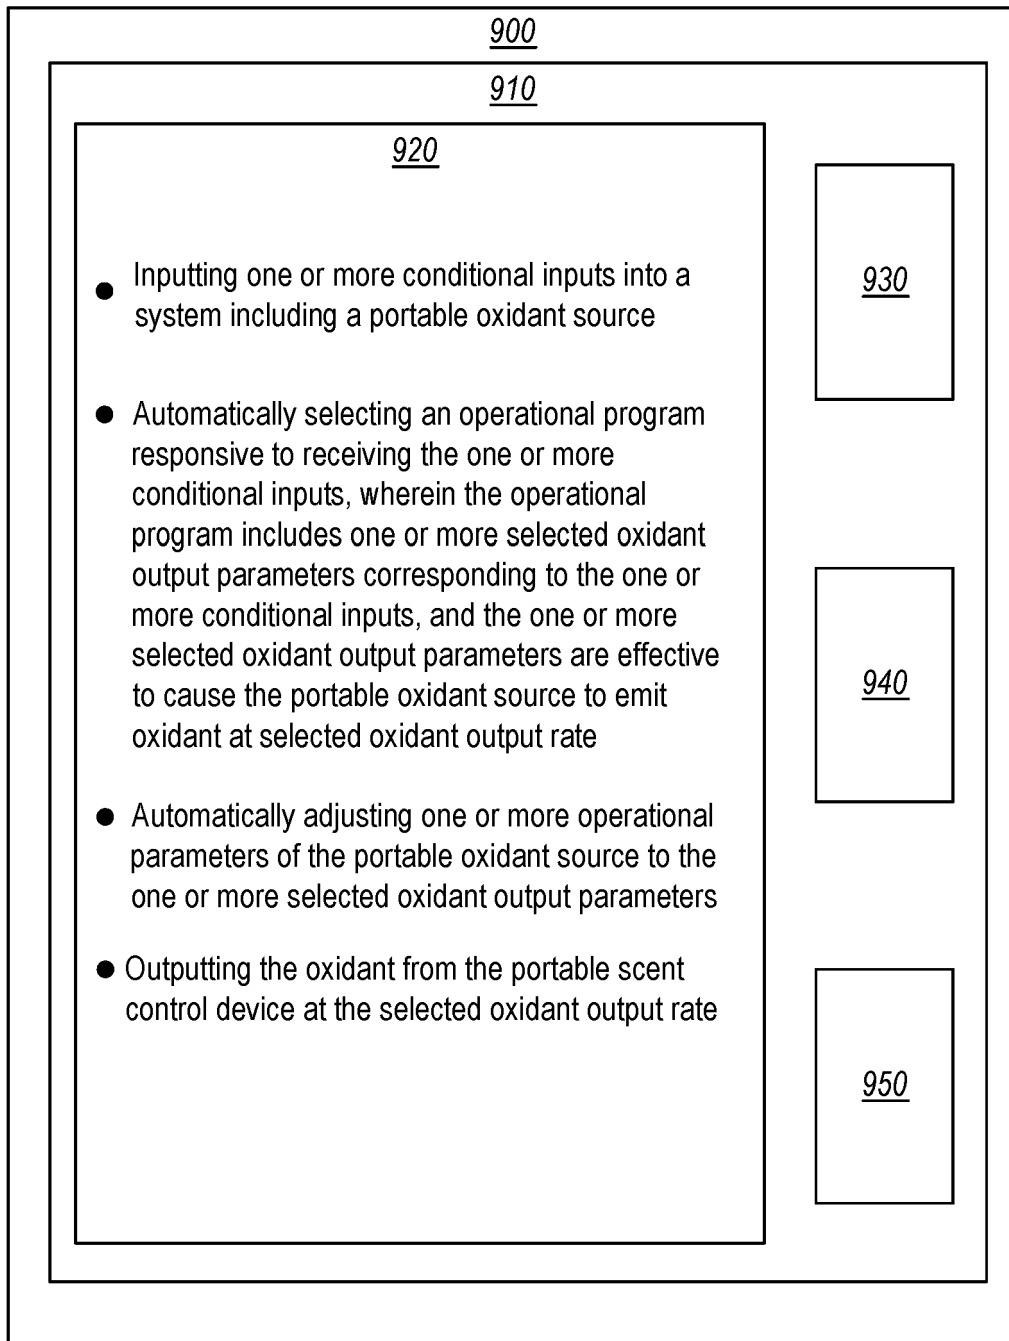 900
910
920
● Inputting one or more conditional inputs into a
system including a portable oxidant source
● Automatically selecting an operational program
responsive to receiving the one or more
conditional inputs, wherein the operational
program includes one or more selected oxidant
output parameters corresponding to the one or
more conditional inputs, and the one or more
selected oxidant output parameters are effective
to cause the portable oxidant source to emit
oxidant at selected oxidant output rate
● Automatically adjusting one or more operational
parameters of the portable oxidant source to the
one or more selected oxidant output parameters
● Outputting the oxidant from the portable scent
control device at the selected oxidant output rate
930
940
950